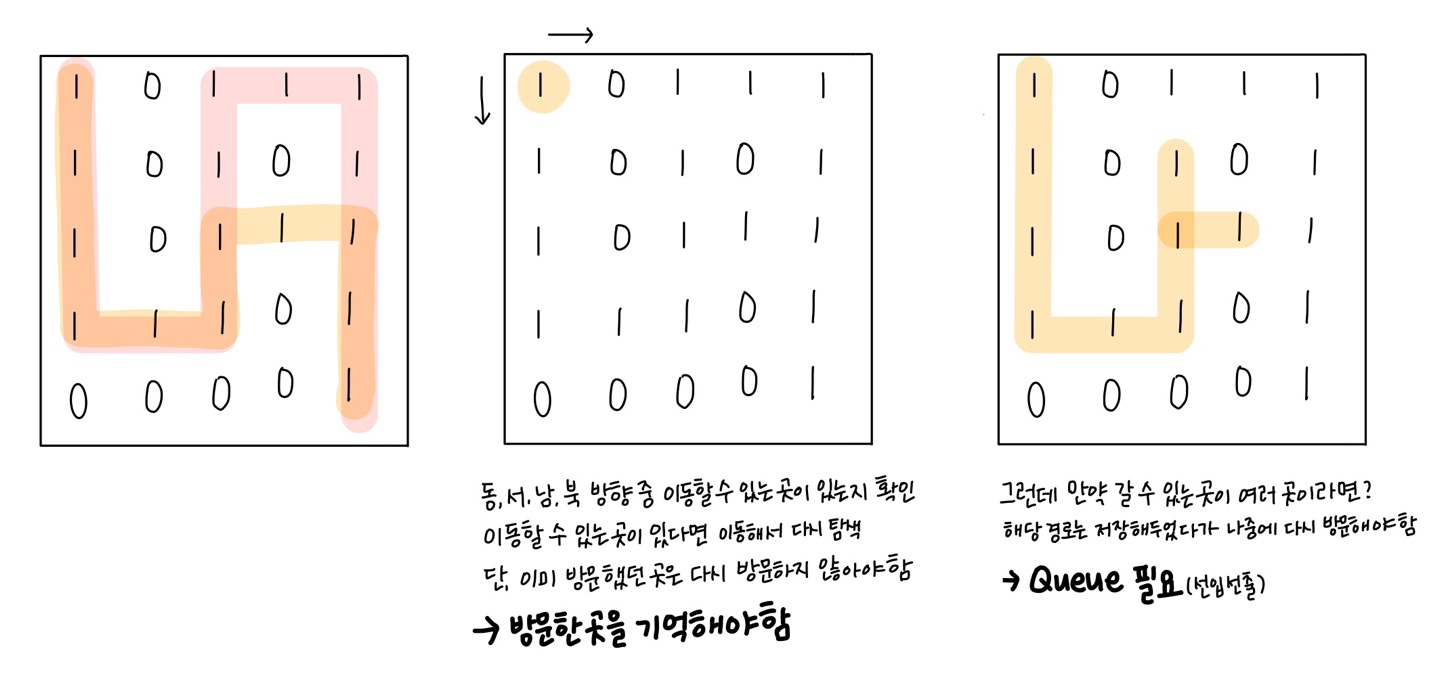 1 0 1 1 1
1 0 1 0 1
1 0 1 1 1
1 1 1 0 1
0 0 0 0 1
→
↓
1 0 1 1 1
1 0 1 0 1
1 0 1 1 1
1 1 1 0 1
0 0 0 0 1
동, 서, 남, 북 방향 중 이동할 수 있는 곳이 있는지 확인
이동할 수 있는 곳이 있다면 이동해서 다시 탐색
단, 이미 방문했던 곳은 다시 방문하지 않아야 함
→ 방문한 곳을 기억해야 함
1 0 1 1 1
1 0 1 0 1
1 0 1 1 1
1 1 1 0 1
0 0 0 0 1
그런데 만약 갈 수 있는 곳이 여러 곳이라면?
해당 경로는 저장해두었다가 나중에 다시 방문해야 함
→ Queue 필요 (선입선출)